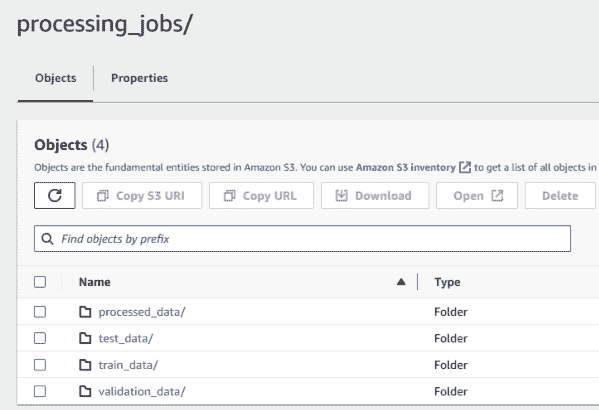 processing_jobs/
Objects Properties
Objects (4)
Objects are the fundamental entities stored in Amazon S3. You can use Amazon S3 inventory to get a list of all objects in
Copy S3 URI Copy URL Download Open Delete
Find objects by prefix
Name Type
processed_data/ Folder
test_data/ Folder
train_data/ Folder
validation_data/ Folder